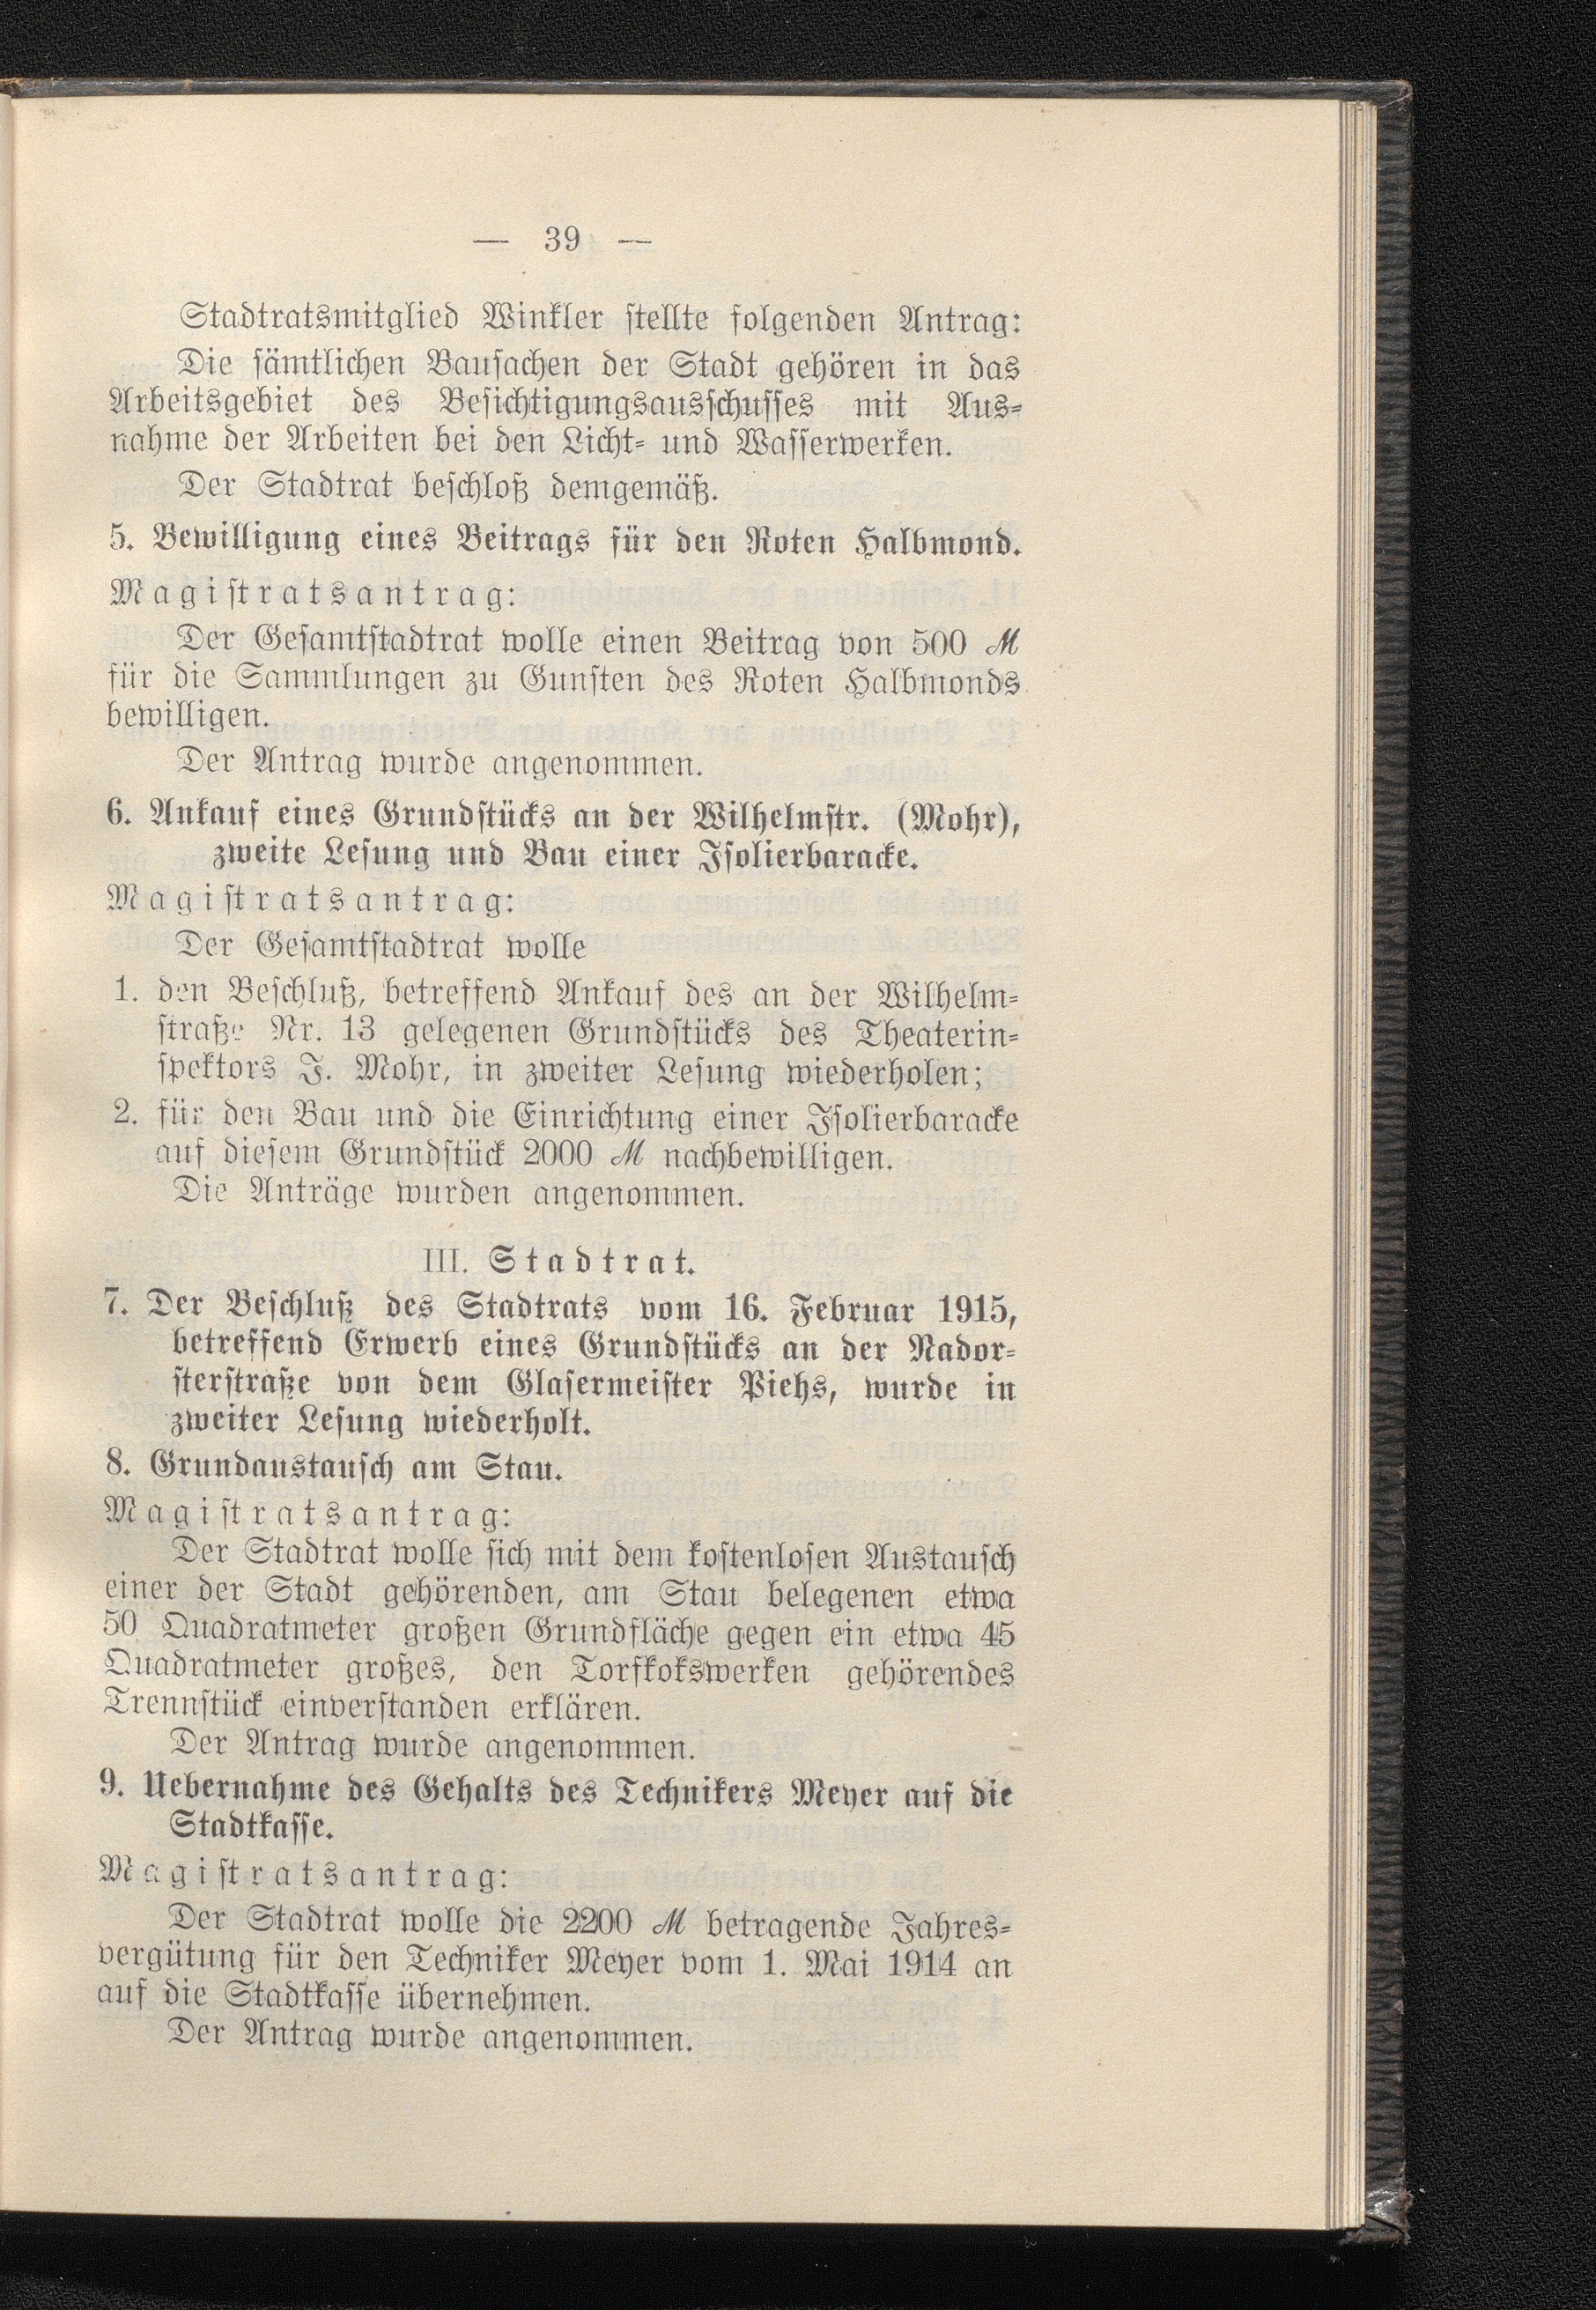 — 39 —
Stadtratsmitglied Winkler stellte folgenden Antrag:
Die sämtlichen Bausachen der Stadt gehören in das
Arbeitsgebiet des Besichtigungsausschusses mit Aus-
nahme der Arbeiten bei den Licht- und Wasserwerken.
Der Stadtrat beschloß demgemäß.
5. Bewilligung eines Beitrags für den Roten Halbmond.
Magistratsantrag:
Der Gesamtstadtrat wolle einen Beitrag von 500 ℳ
für die Sammlungen zu Gunsten des Roten Halbmonds
bewilligen.
Der Antrag wurde angenommen.
6. Ankauf eines Grundstücks an der Wilhelmstr. (Mohr),
zweite Lesung und Bau einer Isolierbaracke.
Magistratsantrag:
Der Gesamtstadtrat wolle
1. den Beschluß, betreffend Ankauf des an der Wilhelm-
straße Nr. 13 gelegenen Grundstücks des Theaterin-
spektors J. Mohr, in zweiter Lesung wiederholen;
2. für den Bau und die Einrichtung einer Isolierbaracke
auf diesem Grundstück 2000 ℳ nachbewilligen.
Die Anträge wurden angenommen.
III. Stadtrat.
7. Der Beschluß des Stadtrats vom 16. Februar 1915,
betreffend Erwerb eines Grundstücks an der Nador-
sterstraße von dem Glasermeister Piehs, wurde in
zweiter Lesung wiederholt.
8. Grundaustausch am Stau.
Magistratsantrag:
Der Stadtrat wolle sich mit dem kostenlosen Austausch
einer der Stadt gehörenden, am Stau belegenen etwa
50 Quadratmeter großen Grundfläche gegen ein etwa 45
Quadratmeter großes, den Torfkokswerken gehörendes
Trennstück einverstanden erklären.
Der Antrag wurde angenommen.
9. Uebernahme des Gehalts des Technikers Meyer auf die
Stadtkasse.
Magistratsantrag:
Der Stadtrat wolle die 2200 ℳ betragende Jahres-
vergütung für den Techniker Meyer vom 1. Mai 1914 an
auf die Stadtkasse übernehmen.
Der Antrag wurde angenommen.